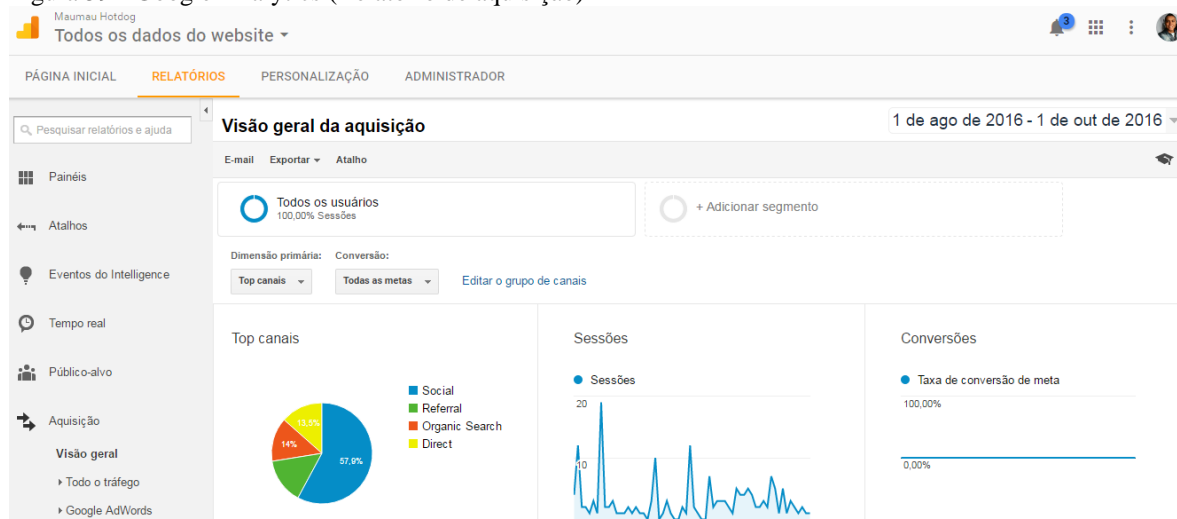 Maumau Hotdog
Todos os dados do website
3
PÁGINA INICIAL RELATÓRIOS PERSONALIZAÇÃO ADMINISTRADOR
Pesquisar relatórios e ajuda
Painéis
Atalhos
Eventos do Intelligence
Tempo real
Público-alvo
Aquisição
Visão geral
Todo o tráfego
Google AdWords
Visão geral da aquisição
1 de ago de 2016 - 1 de out de 2016
E-mail Exportar Atalho
Todos os usuários
100,00% Sessões
+ Adicionar segmento
Dimensão primária: Conversão:
Top canais Todas as metas Editar o grupo de canais
Top canais
Social
Referral
Organic Search
Direct
13,5%
14%
57,9%
Sessões
Sessões
20
10
Conversões
Taxa de conversão de meta
100,00%
0,00%